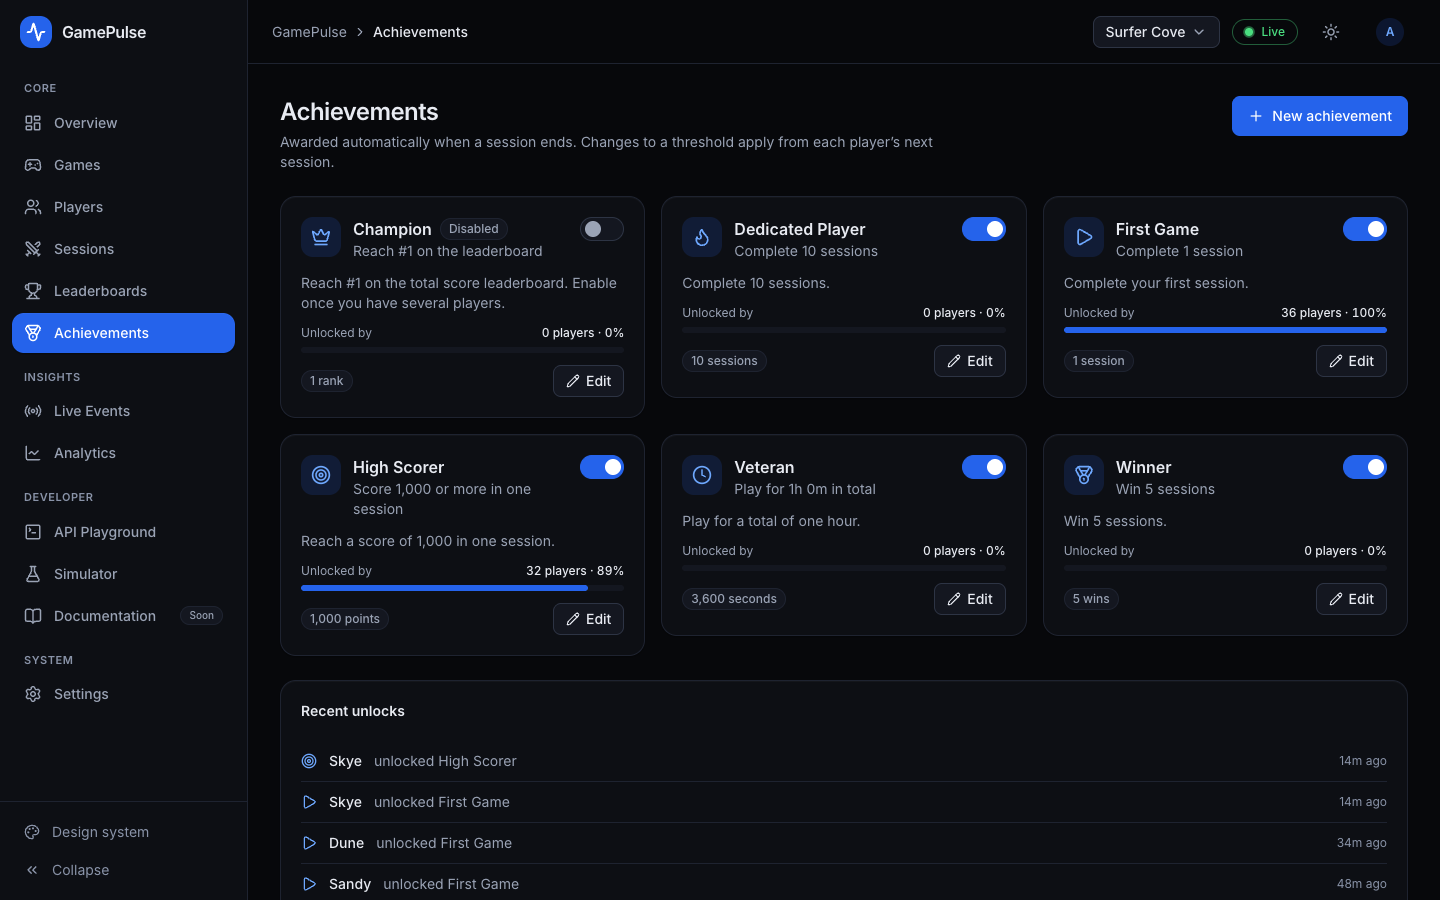 GamePulse
CORE
Overview
Games
Players
Sessions
Leaderboards
Achievements
INSIGHTS
Live Events
Analytics
DEVELOPER
API Playground
Simulator
Documentation Soon
SYSTEM
Settings
Design system
Collapse
GamePulse > Achievements
Surfer Cove
Live
A
Achievements
Awarded automatically when a session ends. Changes to a threshold apply from each player’s next
session.
New achievement
Champion Disabled
Reach #1 on the leaderboard
Reach #1 on the total score leaderboard. Enable
once you have several players.
Unlocked by 0 players · 0%
1 rank Edit
Dedicated Player
Complete 10 sessions
Complete 10 sessions.
Unlocked by 0 players · 0%
10 sessions Edit
First Game
Complete 1 session
Complete your first session.
Unlocked by 36 players · 100%
1 session Edit
High Scorer
Score 1,000 or more in one
session
Reach a score of 1,000 in one session.
Unlocked by 32 players · 89%
1,000 points Edit
Veteran
Play for 1h 0m in total
Play for a total of one hour.
Unlocked by 0 players · 0%
3,600 seconds Edit
Winner
Win 5 sessions
Win 5 sessions.
Unlocked by 0 players · 0%
5 wins Edit
Recent unlocks
Skye unlocked High Scorer 14m ago
Skye unlocked First Game 14m ago
Dune unlocked First Game 34m ago
Sandy unlocked First Game 48m ago